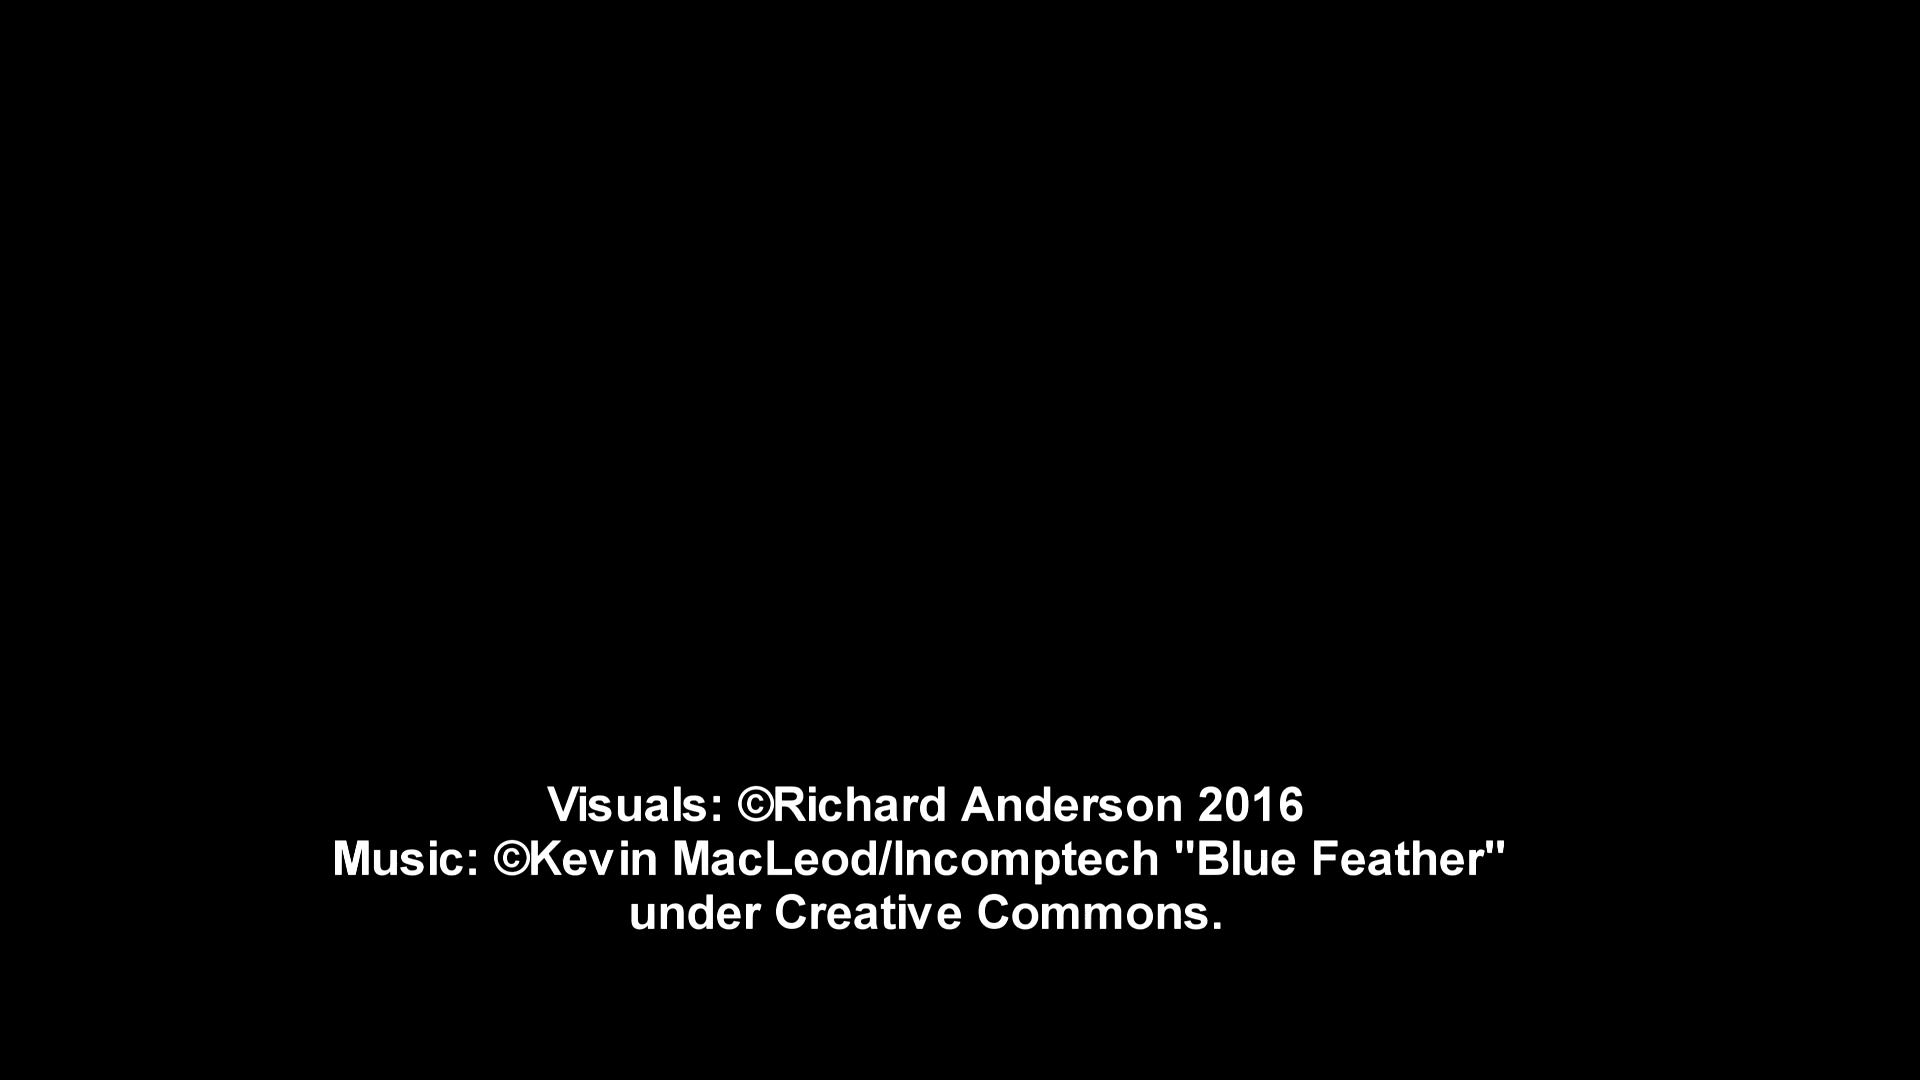 Visuals: ©Richard Anderson 2016
Music: ©Kevin MacLeod/Incomptech "Blue Feather"
under Creative Commons.